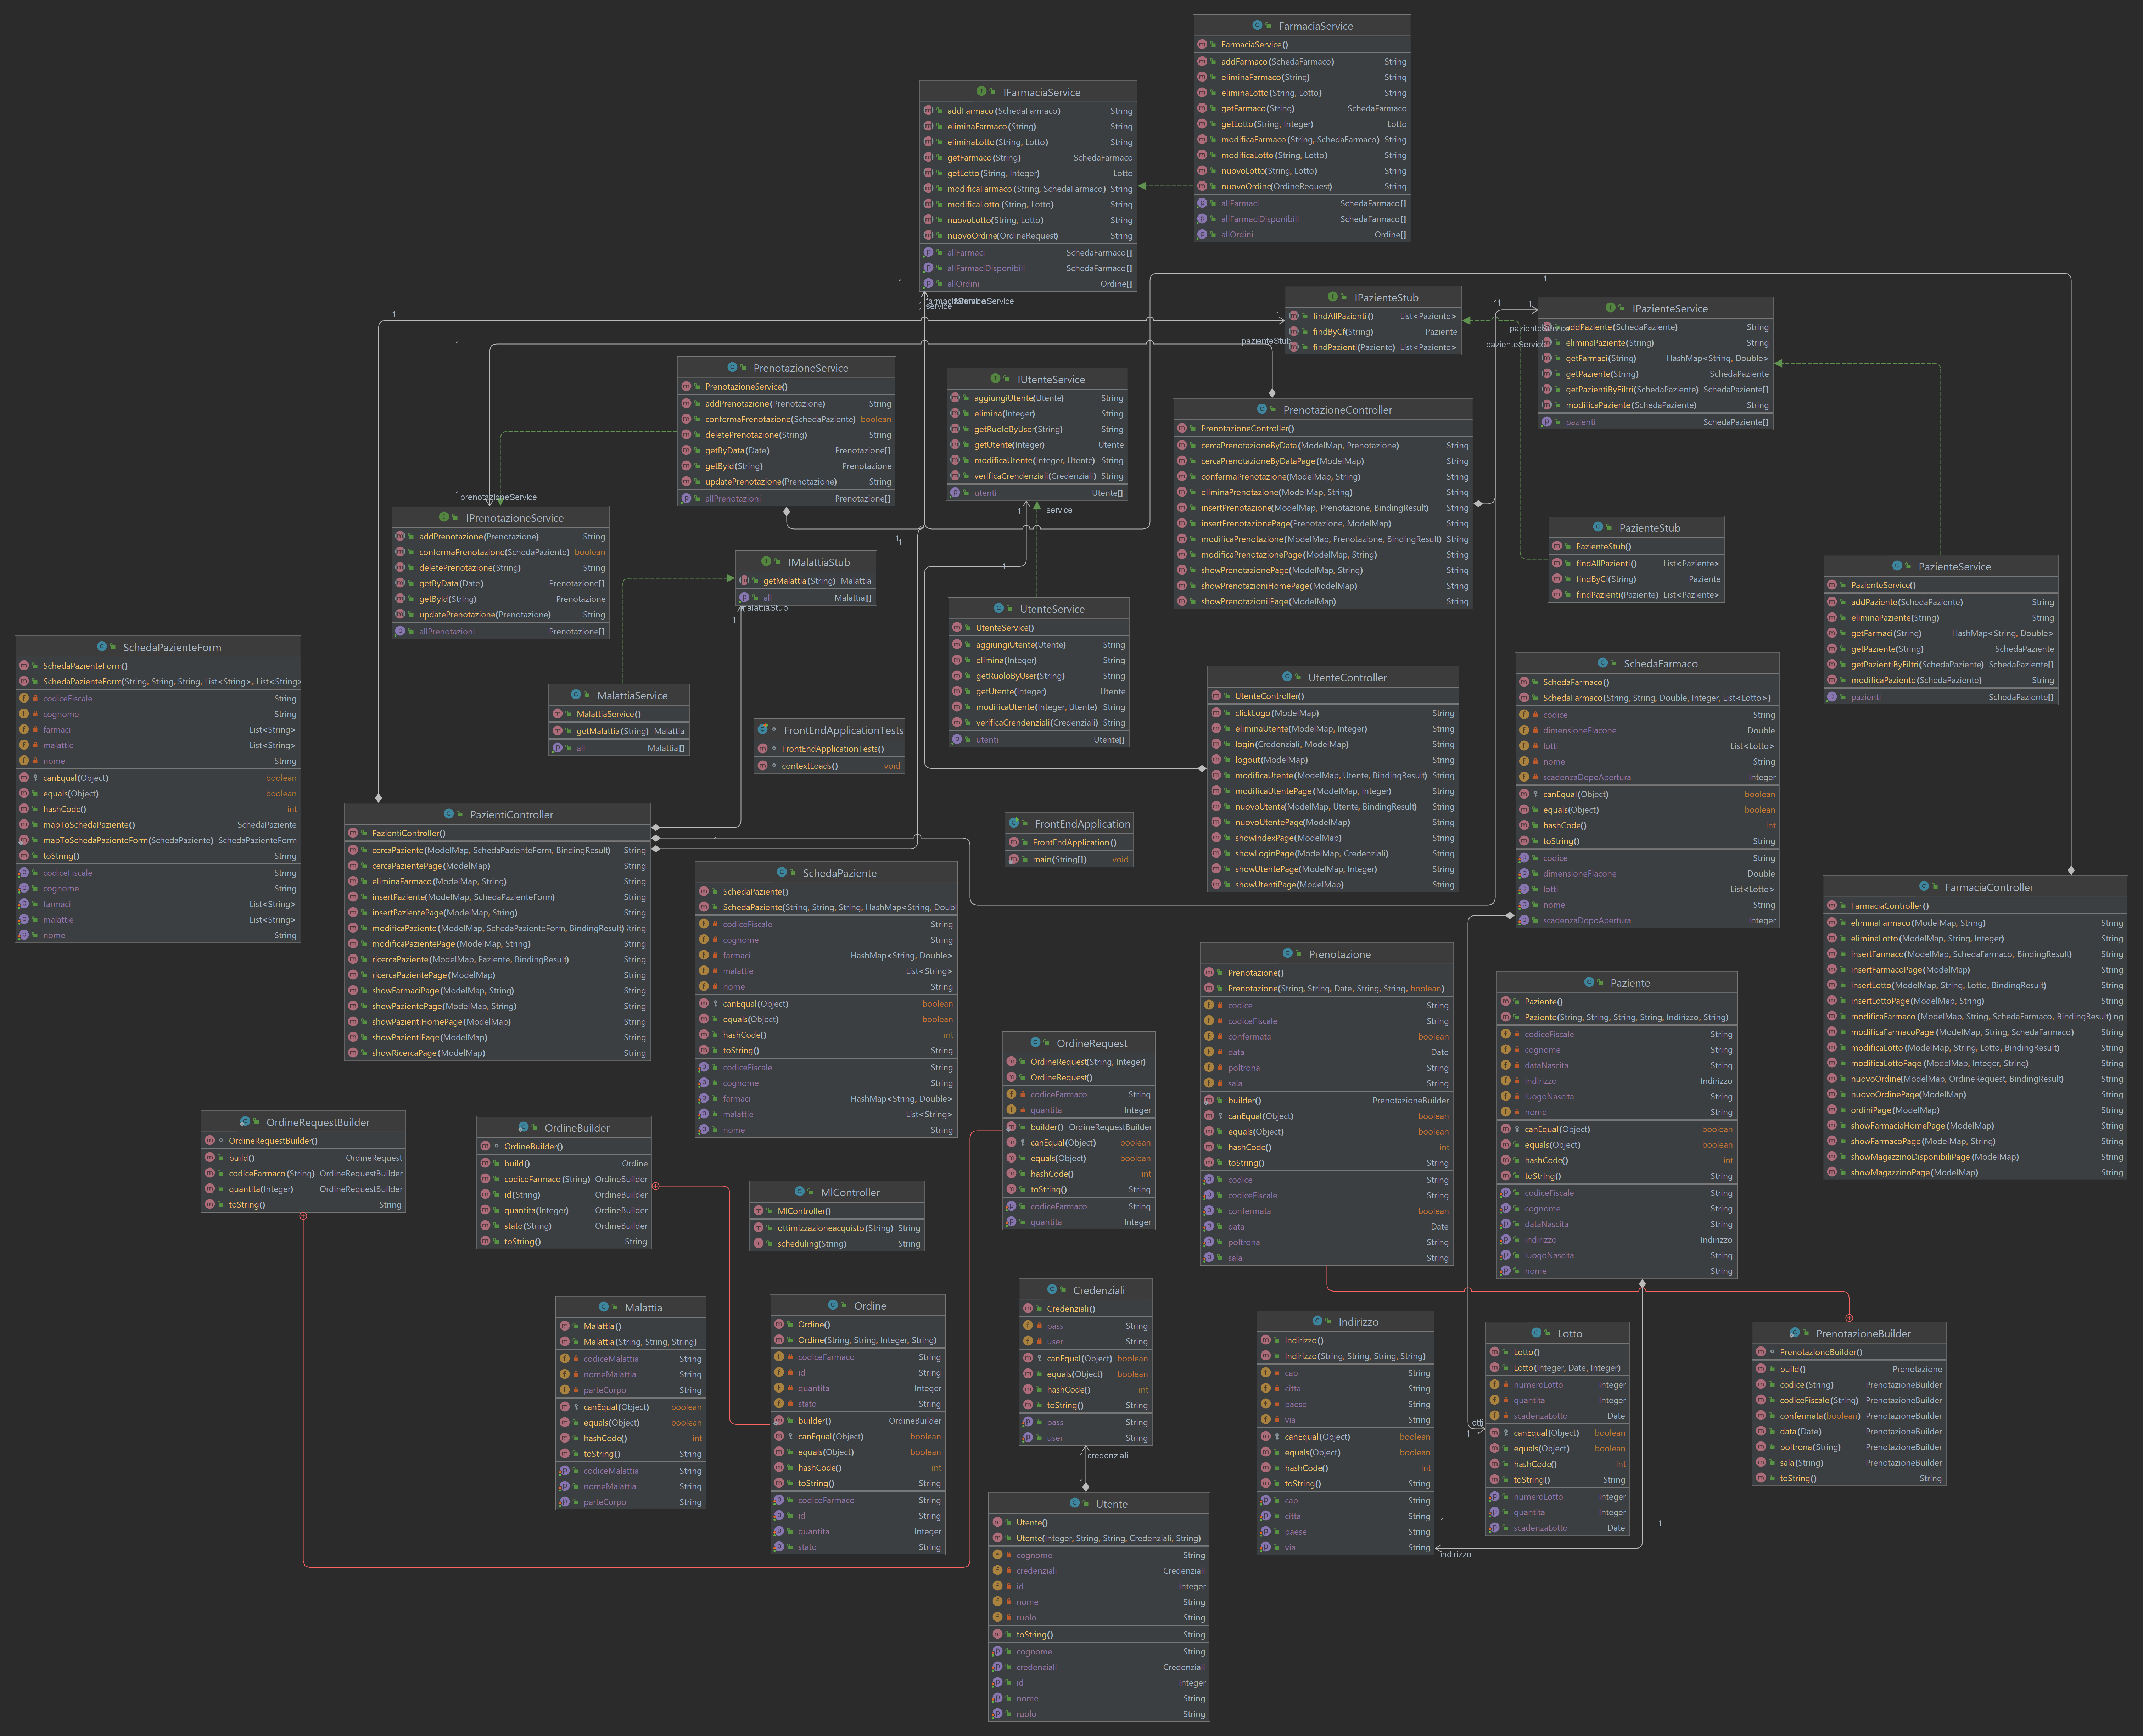 FarmaciaService
FarmaciaService()
addFarmaco(SchedaFarmaco) String
eliminaFarmaco(String) String
eliminaLotto(String, Lotto) String
getFarmaco(String) SchedaFarmaco
getLotto(String, Integer) Lotto
modificaFarmaco(String, SchedaFarmaco) String
modificaLotto(String, Lotto) String
nuovoLotto(String, Lotto) String
nuovoOrdine(OrdineRequest) String
allFarmaci SchedaFarmaco[]
allFarmaciDisponibili SchedaFarmaco[]
allOrdini Ordine[]
IFarmaciaService
addFarmaco(SchedaFarmaco) String
eliminaFarmaco(String) String
eliminaLotto(String, Lotto) String
getFarmaco(String) SchedaFarmaco
getLotto(String, Integer) Lotto
modificaFarmaco(String, SchedaFarmaco) String
modificaLotto(String, Lotto) String
nuovoLotto(String, Lotto) String
nuovoOrdine(OrdineRequest) String
allFarmaci SchedaFarmaco[]
allFarmaciDisponibili SchedaFarmaco[]
allOrdini Ordine[]
1
1
service
1
1
IPazienteStub
findAllPazienti() List<Paziente>
findByCf(String) Paziente
findPazienti(Paziente) List<Paziente>
1
1
pazienteStub
11
1
pazienteService
pazienteService
IPazienteService
addPaziente(SchedaPaziente) String
eliminaPaziente(String) String
getFarmaci(String) HashMap<String, Double>
getPaziente(String) SchedaPaziente
getPazientiByFiltri(SchedaPaziente) SchedaPaziente[]
modificaPaziente(SchedaPaziente) String
pazienti SchedaPaziente[]
1
PrenotazioneService
PrenotazioneService()
addPrenotazione(Prenotazione) String
confermaPrenotazione(SchedaPaziente) boolean
deletePrenotazione(String) String
getByData(Date) Prenotazione[]
getById(String) Prenotazione
updatePrenotazione(Prenotazione) String
allPrenotazioni Prenotazione[]
IUtenteService
aggiungiUtente(Utente) String
elimina(Integer) String
getRuoloByUser(String) String
getUtente(Integer) Utente
modificaUtente(Integer, Utente) String
verificaCrendenziali(Credenziali) String
utenti Utente[]
1
service
PrenotazioneController
PrenotazioneController()
cercaPrenotazioneByData(ModelMap, Prenotazione) String
cercaPrenotazioneByDataPage(ModelMap) String
confermaPrenotazione(ModelMap, String) String
eliminaPrenotazione(ModelMap, String) String
insertPrenotazione(ModelMap, Prenotazione, BindingResult) String
insertPrenotazionePage(Prenotazione, ModelMap) String
modificaPrenotazione(ModelMap, Prenotazione, BindingResult) String
modificaPrenotazionePage(ModelMap, String) String
showPrenotazionePage(ModelMap, String) String
showPrenotazioniHomePage(ModelMap) String
showPrenotazioniiPage(ModelMap) String
1
prenotazioneService
IPrenotazioneService
addPrenotazione(Prenotazione) String
confermaPrenotazione(SchedaPaziente) boolean
deletePrenotazione(String) String
getByData(Date) Prenotazione[]
getById(String) Prenotazione
updatePrenotazione(Prenotazione) String
allPrenotazioni Prenotazione[]
PazienteStub
PazienteStub()
findAllPazienti() List<Paziente>
findByCf(String) Paziente
findPazienti(Paziente) List<Paziente>
IMalattiaStub
getMalattia(String) Malattia
all Malattia[]
malattiaStub
1
1
PazienteService
PazienteService()
addPaziente(SchedaPaziente) String
eliminaPaziente(String) String
getFarmaci(String) HashMap<String, Double>
getPaziente(String) SchedaPaziente
getPazientiByFiltri(SchedaPaziente) SchedaPaziente[]
modificaPaziente(SchedaPaziente) String
pazienti SchedaPaziente[]
UtenteService
UtenteService()
aggiungiUtente(Utente) String
elimina(Integer) String
getRuoloByUser(String) String
getUtente(Integer) Utente
modificaUtente(Integer, Utente) String
verificaCrendenziali(Credenziali) String
utenti Utente[]
SchedaPazienteForm
SchedaPazienteForm()
SchedaPazienteForm(String, String, String, List<String>, List<String>
codiceFiscale String
cognome String
farmaci List<String>
malattie List<String>
nome String
canEqual(Object) boolean
equals(Object) boolean
hashCode() int
mapToSchedaPaziente() SchedaPaziente
mapToSchedaPazienteForm(SchedaPaziente) SchedaPazienteForm
toString() String
codiceFiscale String
cognome String
farmaci List<String>
malattie List<String>
nome String
MalattiaService
MalattiaService()
getMalattia(String) Malattia
all Malattia[]
FrontEndApplicationTests
FrontEndApplicationTests()
contextLoads() void
UtenteController
UtenteController()
clickLogo(ModelMap) String
eliminaUtente(ModelMap, Integer) String
login(Credenziali, ModelMap) String
logout(ModelMap) String
modificaUtente(ModelMap, Utente, BindingResult) String
modificaUtentePage(ModelMap, Integer) String
nuovoUtente(ModelMap, Utente, BindingResult) String
nuovoUtentePage(ModelMap) String
showIndexPage(ModelMap) String
showLoginPage(ModelMap, Credenziali) String
showUtentePage(ModelMap, Integer) String
showUtentiPage(ModelMap) String
SchedaFarmaco
SchedaFarmaco()
SchedaFarmaco(String, String, Double, Integer, List<Lotto>)
codice String
dimensioneFlacone Double
lotti List<Lotto>
nome String
scadenzaDopoApertura Integer
canEqual(Object) boolean
equals(Object) boolean
hashCode() int
toString() String
codice String
dimensioneFlacone Double
lotti List<Lotto>
nome String
scadenzaDopoApertura Integer
PazientiController
PazientiController()
cercaPaziente(ModelMap, SchedaPazienteForm, BindingResult) String
cercaPazientePage(ModelMap) String
eliminaFarmaco(ModelMap, String) String
insertPaziente(ModelMap, SchedaPazienteForm) String
insertPazientePage(ModelMap, String) String
modificaPaziente(ModelMap, SchedaPazienteForm, BindingResult) String
modificaPazientePage(ModelMap, String) String
ricercaPaziente(ModelMap, Paziente, BindingResult) String
ricercaPazientePage(ModelMap) String
showFarmaciPage(ModelMap, String) String
showPazientePage(ModelMap, String) String
showPazientiHomePage(ModelMap) String
showPazientiPage(ModelMap) String
showRicercaPage(ModelMap) String
1
FrontEndApplication
FrontEndApplication()
main(String[]) void
SchedaPaziente
SchedaPaziente()
SchedaPaziente(String, String, String, HashMap<String, Doubl
codiceFiscale String
cognome String
farmaci HashMap<String, Double>
malattie List<String>
nome String
canEqual(Object) boolean
equals(Object) boolean
hashCode() int
toString() String
codiceFiscale String
cognome String
farmaci HashMap<String, Double>
malattie List<String>
nome String
FarmaciaController
FarmaciaController()
eliminaFarmaco(ModelMap, String) String
eliminaLotto(ModelMap, String, Integer) String
insertFarmaco(ModelMap, SchedaFarmaco, BindingResult) String
insertFarmacoPage(ModelMap) String
insertLotto(ModelMap, String, Lotto, BindingResult) String
insertLottoPage(ModelMap, String) String
modificaFarmaco(ModelMap, String, SchedaFarmaco, BindingResult) ng
modificaFarmacoPage(ModelMap, String, SchedaFarmaco) String
modificaLotto(ModelMap, String, Lotto, BindingResult) String
modificaLottoPage(ModelMap, Integer, String) String
nuovoOrdine(ModelMap, OrdineRequest, BindingResult) String
nuovoOrdinePage(ModelMap) String
ordiniPage(ModelMap) String
showFarmaciaHomePage(ModelMap) String
showFarmacoPage(ModelMap, String) String
showMagazzinoDisponibiliPage(ModelMap) String
showMagazzinoPage(ModelMap) String
Prenotazione
Prenotazione()
Prenotazione(String, String, Date, String, String, boolean)
codice String
codiceFiscale String
confermata boolean
data Date
poltrona String
sala String
builder() PrenotazioneBuilder
canEqual(Object) boolean
equals(Object) boolean
hashCode() int
toString() String
codice String
codiceFiscale String
confermata boolean
data Date
poltrona String
sala String
Paziente
Paziente()
Paziente(String, String, String, String, Indirizzo, String)
codiceFiscale String
cognome String
dataNascita String
indirizzo Indirizzo
luogoNascita String
nome String
canEqual(Object) boolean
equals(Object) boolean
hashCode() int
toString() String
codiceFiscale String
cognome String
dataNascita String
indirizzo Indirizzo
luogoNascita String
nome String
OrdineRequest
OrdineRequest(String, Integer)
OrdineRequest()
codiceFarmaco String
quantita Integer
builder() OrdineRequestBuilder
canEqual(Object) boolean
equals(Object) boolean
hashCode() int
toString() String
codiceFarmaco String
quantita Integer
OrdineRequestBuilder
OrdineRequestBuilder()
build() OrdineRequest
codiceFarmaco(String) OrdineRequestBuilder
quantita(Integer) OrdineRequestBuilder
toString() String
OrdineBuilder
OrdineBuilder()
build() Ordine
codiceFarmaco(String) OrdineBuilder
id(String) OrdineBuilder
quantita(Integer) OrdineBuilder
stato(String) OrdineBuilder
toString() String
MlController
MlController()
ottimizzazioneacquisto(String) String
scheduling(String) String
Malattia
Malattia()
Malattia(String, String, String)
codiceMalattia String
nomeMalattia String
parteCorpo String
canEqual(Object) boolean
equals(Object) boolean
hashCode() int
toString() String
codiceMalattia String
nomeMalattia String
parteCorpo String
Ordine
Ordine()
Ordine(String, String, Integer, String)
codiceFarmaco String
id String
quantita Integer
stato String
builder() OrdineBuilder
canEqual(Object) boolean
equals(Object) boolean
hashCode() int
toString() String
codiceFarmaco String
id String
quantita Integer
stato String
Credenziali
Credenziali()
pass String
user String
canEqual(Object) boolean
equals(Object) boolean
hashCode() int
toString() String
pass String
user String
1 credenziali
1
Indirizzo
Indirizzo()
Indirizzo(String, String, String, String)
cap String
citta String
paese String
via String
canEqual(Object) boolean
equals(Object) boolean
hashCode() int
toString() String
cap String
citta String
paese String
via String
1
indirizzo
1
Lotto
Lotto()
Lotto(Integer, Date, Integer)
numeroLotto Integer
quantita Integer
scadenzaLotto Date
canEqual(Object) boolean
equals(Object) boolean
hashCode() int
toString() String
numeroLotto Integer
quantita Integer
scadenzaLotto Date
lotti
1
PrenotazioneBuilder
PrenotazioneBuilder()
build() Prenotazione
codice(String) PrenotazioneBuilder
codiceFiscale(String) PrenotazioneBuilder
confermata(boolean) PrenotazioneBuilder
data(Date) PrenotazioneBuilder
poltrona(String) PrenotazioneBuilder
sala(String) PrenotazioneBuilder
toString() String
Utente
Utente()
Utente(Integer, String, String, Credenziali, String)
cognome String
credenziali Credenziali
id Integer
nome String
ruolo String
toString() String
cognome String
credenziali Credenziali
id Integer
nome String
ruolo String